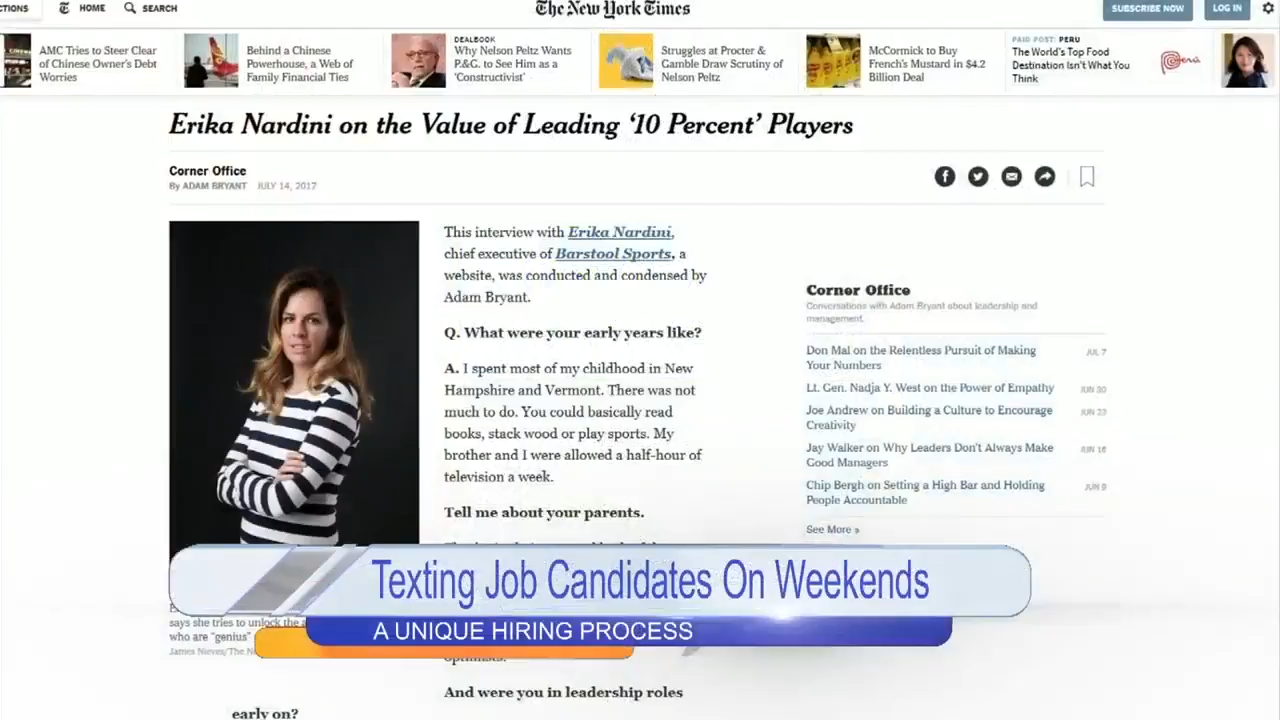 CTIONS
HOME
SEARCH
The New York Times
SUBSCRIBE NOW
LOG IN
AMC Tries to Steer Clear
of Chinese Owner's Debt
Worries
Behind a Chinese
Powerhouse, a Web of
Family Financial Ties
DEALBOOK
Why Nelson Peltz Wants
P.&G. to See Him as a
'Constructivist'
Struggles at Procter &
Gamble Draw Scrutiny of
Nelson Peltz
McCormick to Buy
French's Mustard in $4.2
Billion Deal
PAID POST: PERU
The World's Top Food
Destination Isn't What You
Think
Erika Nardini on the Value of Leading '10 Percent' Players
Corner Office
By ADAM BRYANT JULY 14, 2017
This interview with Erika Nardini,
chief executive of Barstool Sports, a
website, was conducted and condensed by
Adam Bryant.
Q. What were your early years like?
A. I spent most of my childhood in New
Hampshire and Vermont. There was not
much to do. You could basically read
books, stack wood or play sports. My
brother and I were allowed a half-hour of
television a week.
Tell me about your parents.
Corner Office
Conversations with Adam Bryant about leadership and
management.
Don Mal on the Relentless Pursuit of Making
Your Numbers
JUL 7
Lt. Gen. Nadja Y. West on the Power of Empathy
JUN 30
Joe Andrew on Building a Culture to Encourage
Creativity
JUN 23
Jay Walker on Why Leaders Don't Always Make
Good Managers
JUN 16
Chip Bergh on Setting a High Bar and Holding
People Accountable
JUN 9
See More »
Texting Job Candidates On Weekends
A UNIQUE HIRING PROCESS
says she tries to unlock the
who are "genius"
James Nieves/The
And were you in leadership roles
early on?